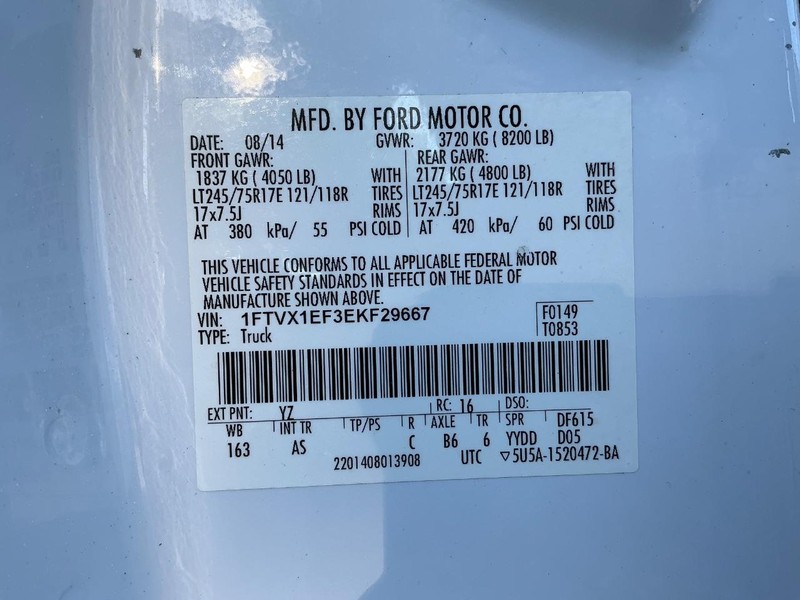 MFD. BY FORD MOTOR CO.
DATE: 08/14 GVWR: 3720 KG ( 8200 LB)
FRONT GAWR: REAR GAWR:
1837 KG ( 4050 LB) WITH 2177 KG ( 4800 LB) WITH
LT245/75R17E 121/118R TIRES LT245/75R17E 121/118R TIRES
17x7.5J RIMS 17x7.5J RIMS
AT 380 kPa/ 55 PSI COLD AT 420 kPa/ 60 PSI COLD
THIS VEHICLE CONFORMS TO ALL APPLICABLE FEDERAL MOTOR
VEHICLE SAFETY STANDARDS IN EFFECT ON THE DATE OF
MANUFACTURE SHOWN ABOVE.
VIN: 1FTVX1EF3EKF29667 F0149
TYPE: Truck T0853
EXT PNT: YZ RC: 16 DSO:
WB INT TR TP/PS R AXLE TR SPR DF615
163 AS C B6 6 YYDD D05
2201408013908 UTC ▽5U5A-1520472-BA